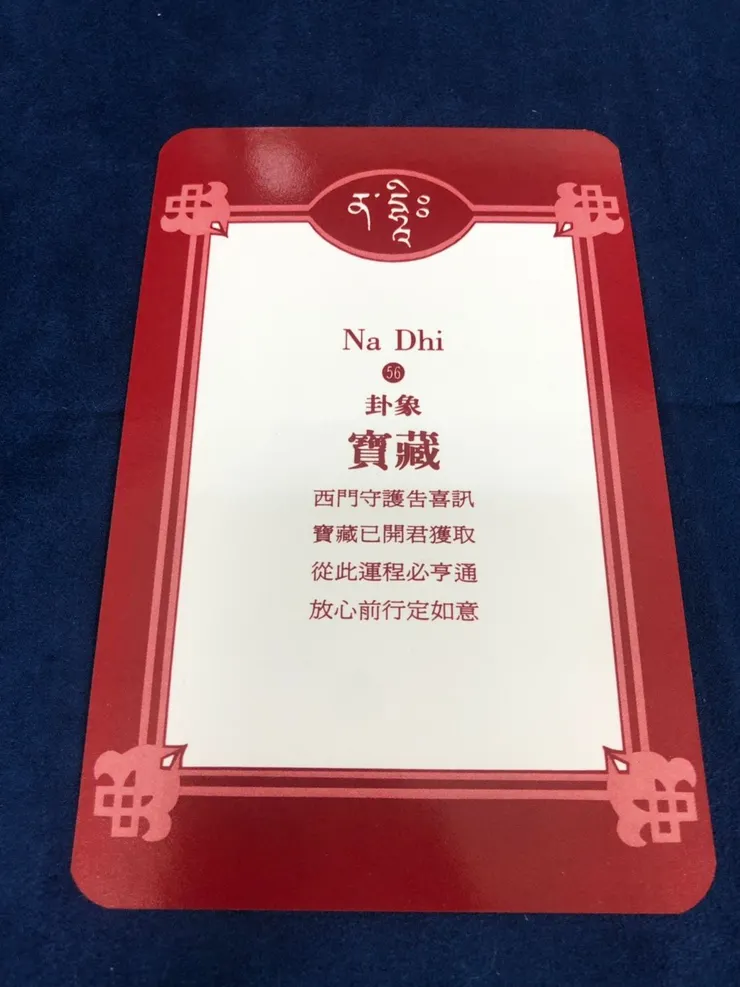 Na Dhi
56
卦象
寶藏
西門守護告喜訊
寶藏已開君獲取
從此運程必亨通
放心前行定如意